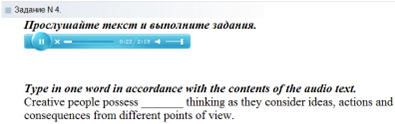 Задание N 4.
Прослушайте текст и выполните задания.
0:22 / 2:19
Type in one word in accordance with the contents of the audio text.
Creative people possess _______ thinking as they consider ideas, actions and
consequences from different points of view.